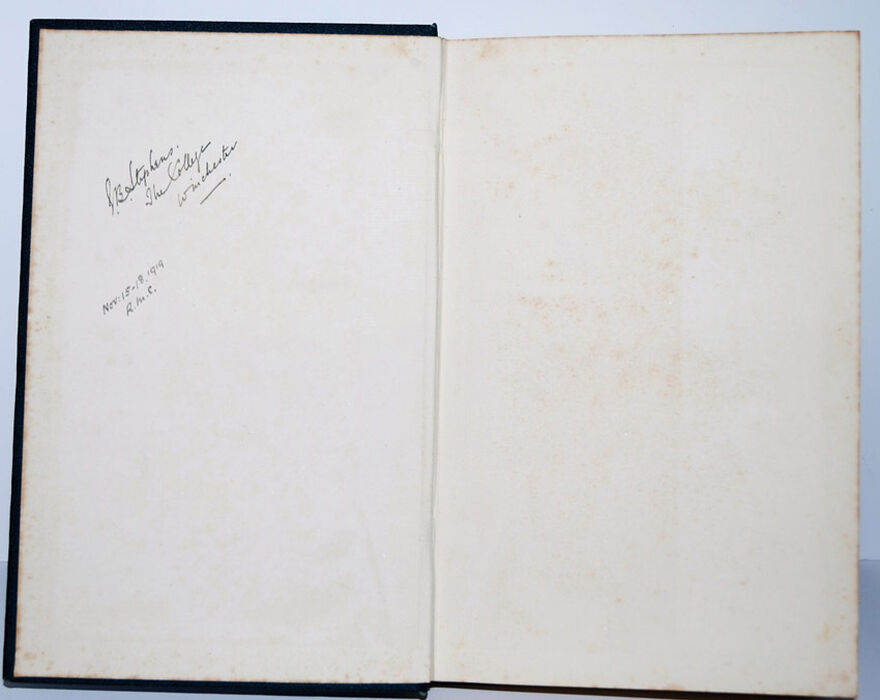 J.B. Stephens.
The College
Winchester
Nov: 15-18. 1919
R.M.S.